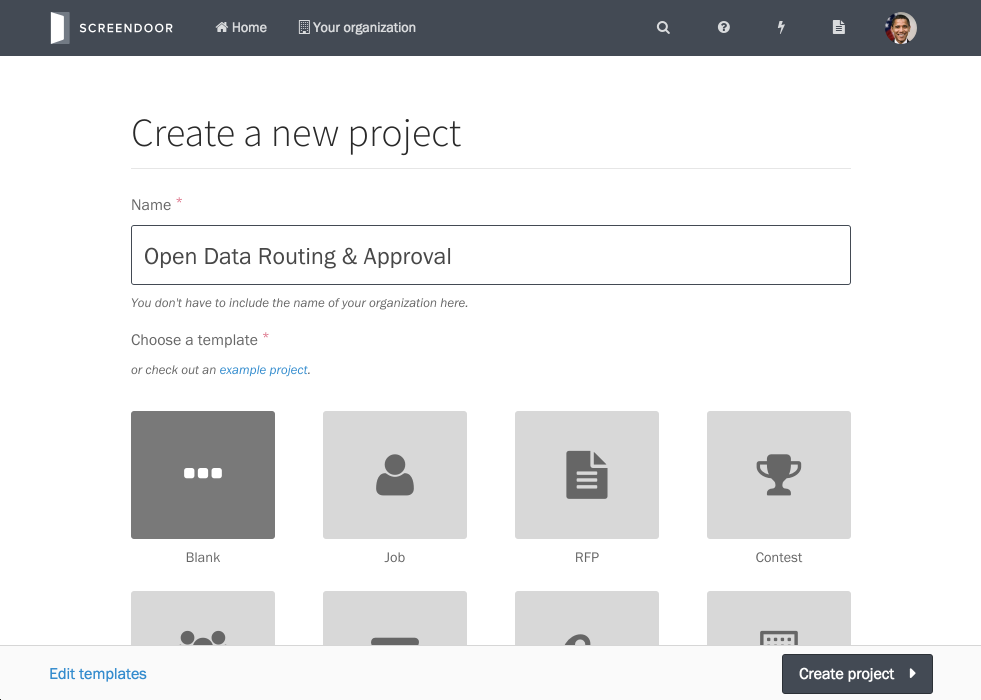 SCREENDOOR Home Your organization
Create a new project
Name *
Open Data Routing & Approval
You don't have to include the name of your organization here.
Choose a template *
or check out an example project.
Blank Job RFP Contest
Edit templates Create project